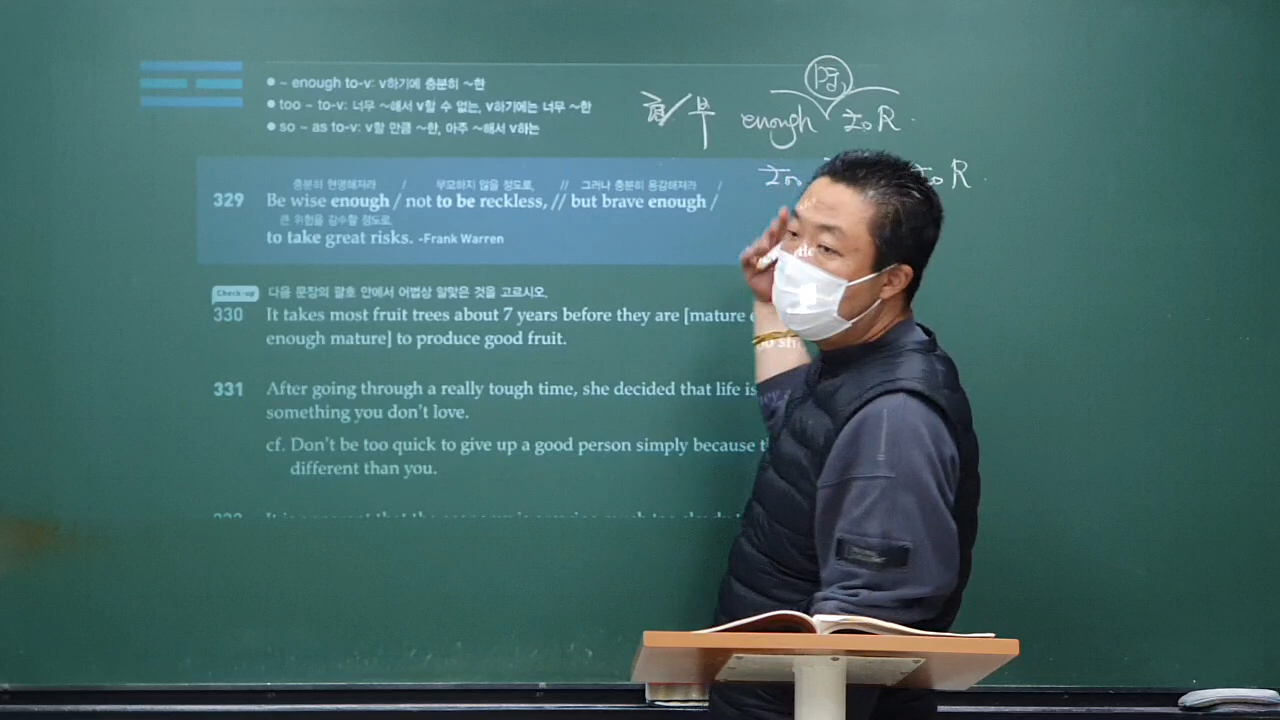 ● ~ enough to-v: v하기에 충분히 ~한
● too ~ to-v: 너무 ~해서 v할 수 없는, v하기에는 너무 ~한
● so ~ as to-v: v할 만큼 ~한, 아주 ~해서 v하는
부 enough to R.
to R.
충분히 현명해져라 / 무모하지 않을 정도로, // 그러나 충분히 용감해져라 /
329 Be wise enough / not to be reckless, // but brave enough /
큰 위험을 감수할 정도로.
to take great risks. -Frank Warren
Check-up 다음 문장의 괄호 안에서 어법상 알맞은 것을 고르시오.
330 It takes most fruit trees about 7 years before they are [mature
enough mature] to produce good fruit.
331 After going through a really tough time, she decided that life is
something you don't love.
cf. Don't be too quick to give up a good person simply because
different than you.